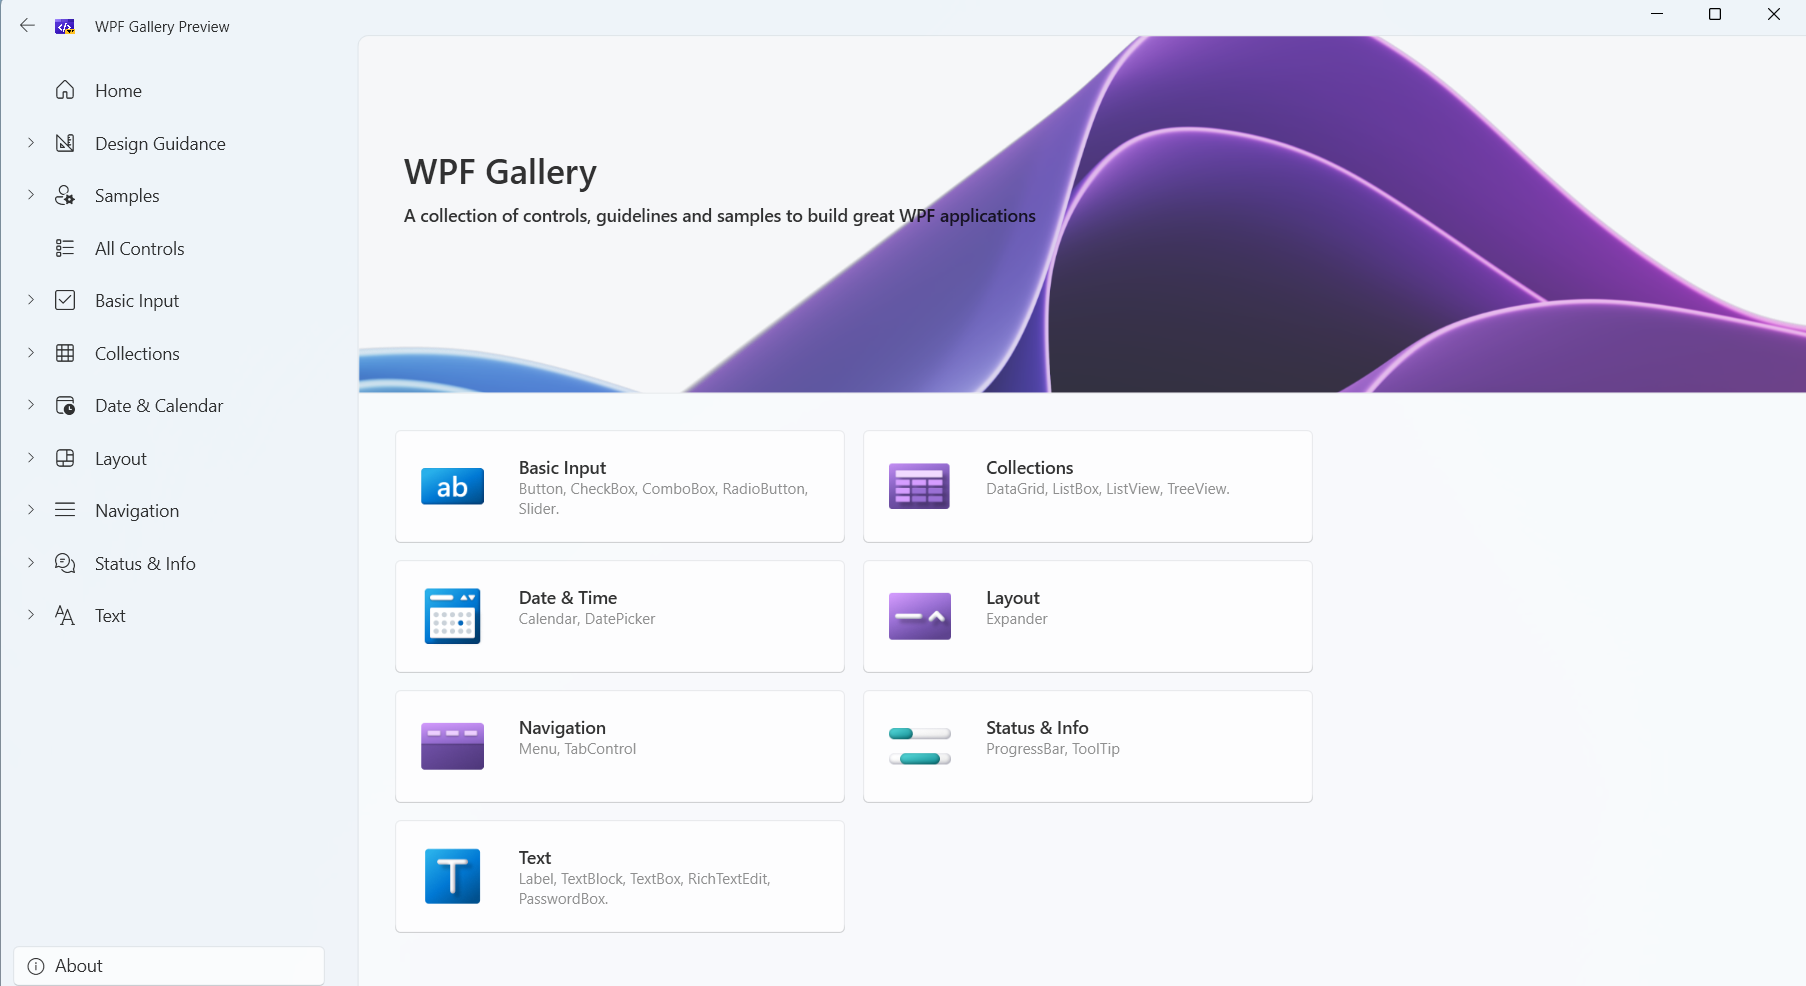 WPF Gallery Preview
Home
Design Guidance
Samples
All Controls
Basic Input
Collections
Date & Calendar
Layout
Navigation
Status & Info
Text
About
WPF Gallery
A collection of controls, guidelines and samples to build great WPF applications
Basic Input
Button, CheckBox, ComboBox, RadioButton,
Slider.
ab
Collections
DataGrid, ListBox, ListView, TreeView.
Date & Time
Calendar, DatePicker
Layout
Expander
Navigation
Menu, TabControl
Status & Info
ProgressBar, ToolTip
T
Text
Label, TextBlock, TextBox, RichTextEdit,
PasswordBox.